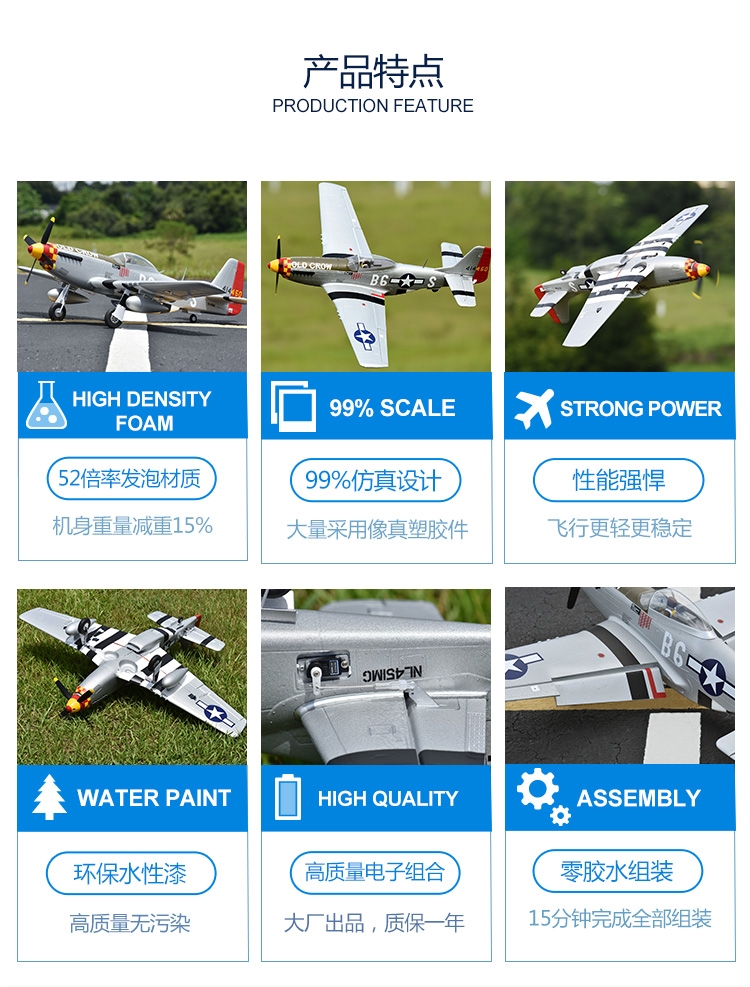 产品特点
PRODUCTION FEATURE
OLD CROW
414450
OLD CROW
B6
S
414450
HIGH DENSITY
FOAM
99% SCALE
STRONG POWER
52倍率发泡材质
99%仿真设计
性能强悍
机身重量减重15%
大量采用像真塑胶件
飞行更轻更稳定
NL451MG
B6
WATER PAINT
HIGH QUALITY
ASSEMBLY
环保水性漆
高质量电子组合
零胶水组装
高质量无污染
大厂出品，质保一年
15分钟完成全部组装